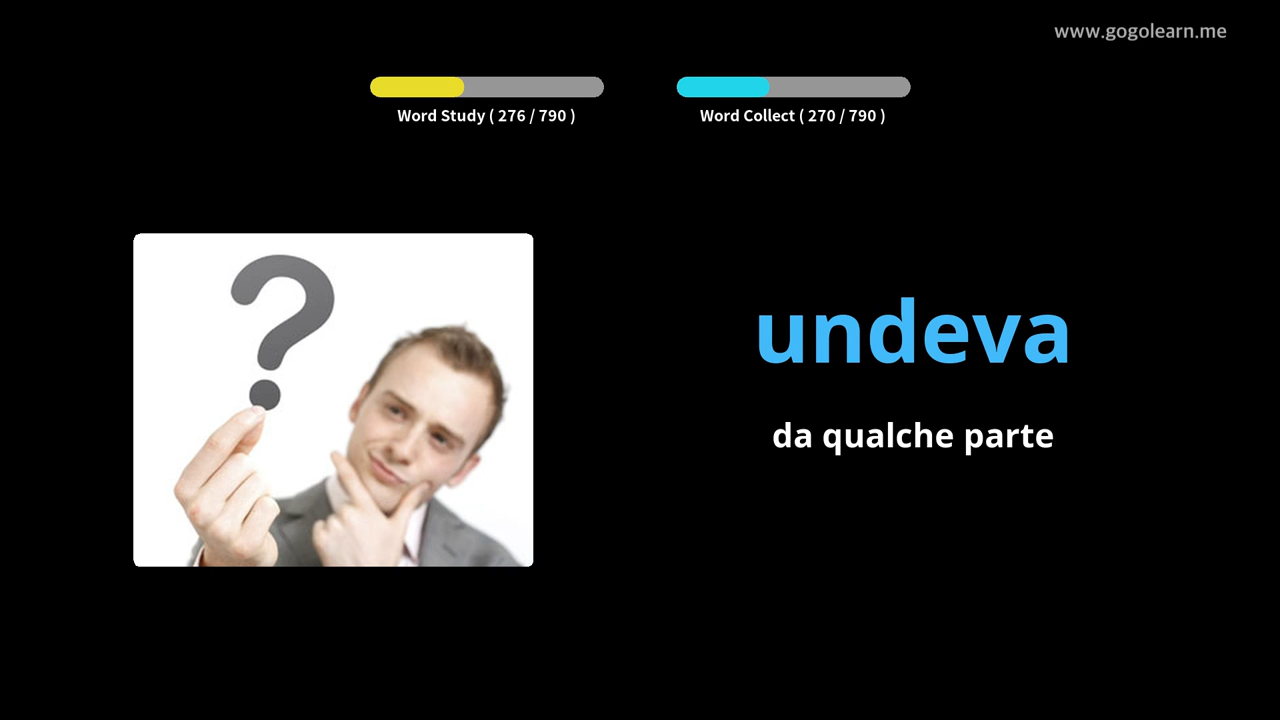 www.gogolearn.me
Word Study ( 276 / 790 )
Word Collect ( 270 / 790 )
?
undeva
da qualche parte